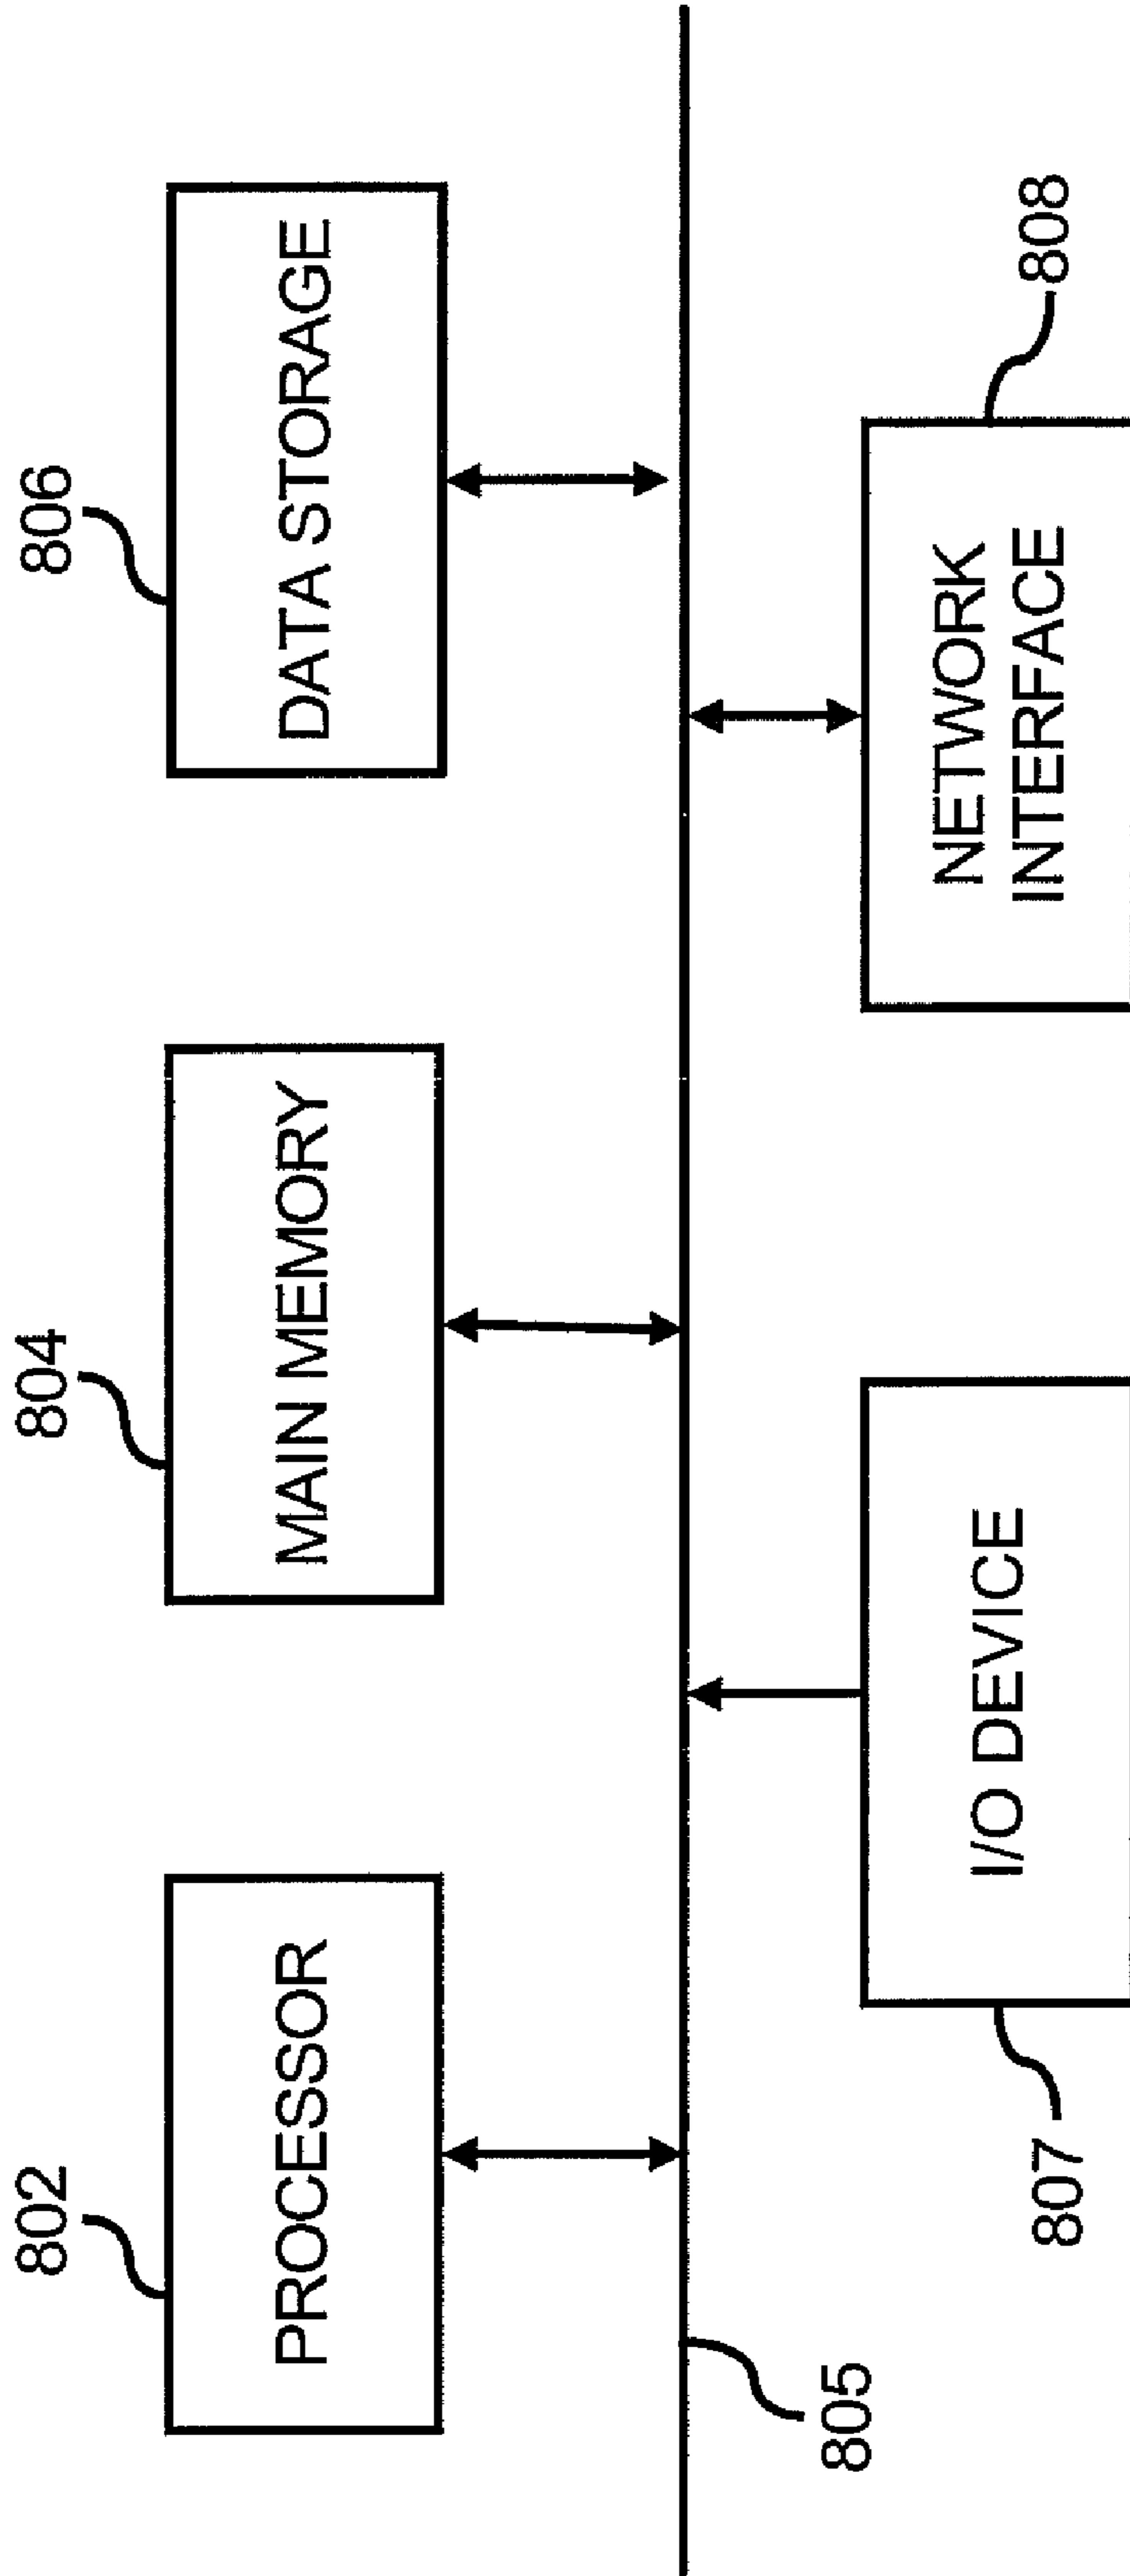 802
804
806
PROCESSOR
MAIN MEMORY
DATA STORAGE
805
I/O DEVICE
NETWORK
INTERFACE
807
808